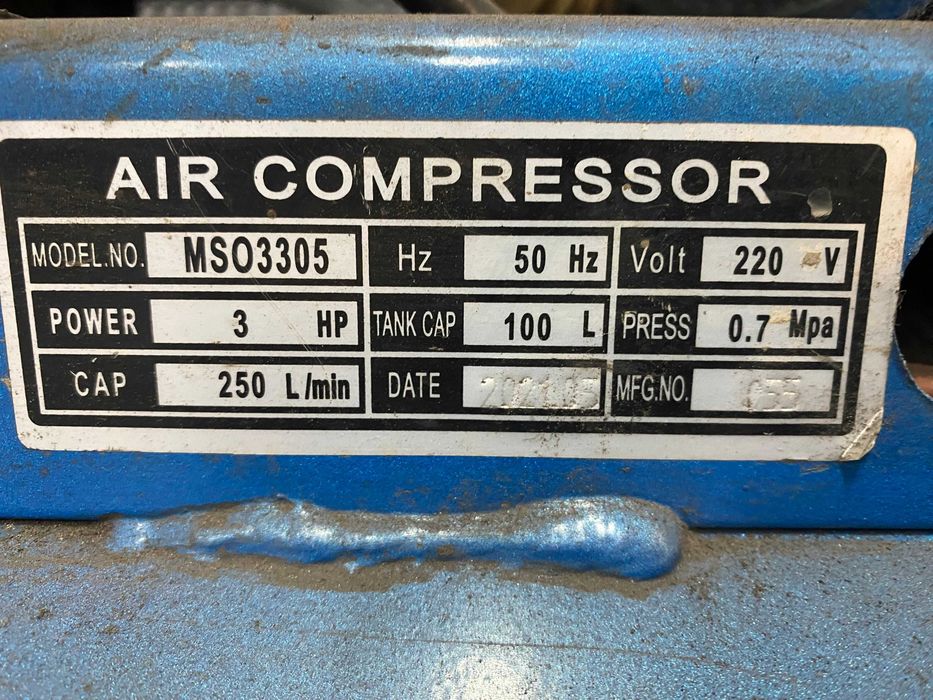 AIR COMPRESSOR
MODEL.NO. MSO3305 Hz 50 Hz Volt 220 V
POWER 3 HP TANK CAP 100 L PRESS 0.7 Mpa
CAP 250 L/min DATE MFG.NO.